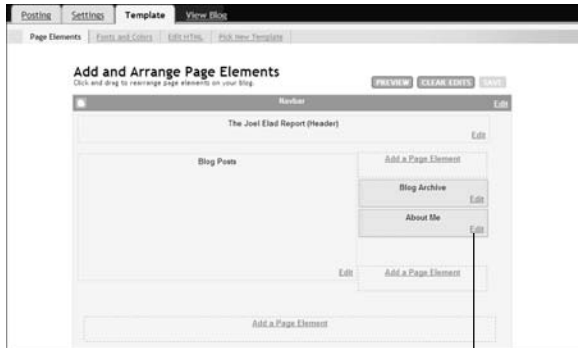 Posting Settings Template View Blog
Page Elements Fonts and Colors Edit HTML Pick New Template
Add and Arrange Page Elements
Click and drag to rearrange page elements on your blog.
PREVIEW CLEAR EDITS SAVE
Navbar Edit
The Joel Elad Report (Header)
Edit
Blog Posts Add a Page Element
Blog Archive
Edit
About Me
Edit
Edit Add a Page Element
Add a Page Element